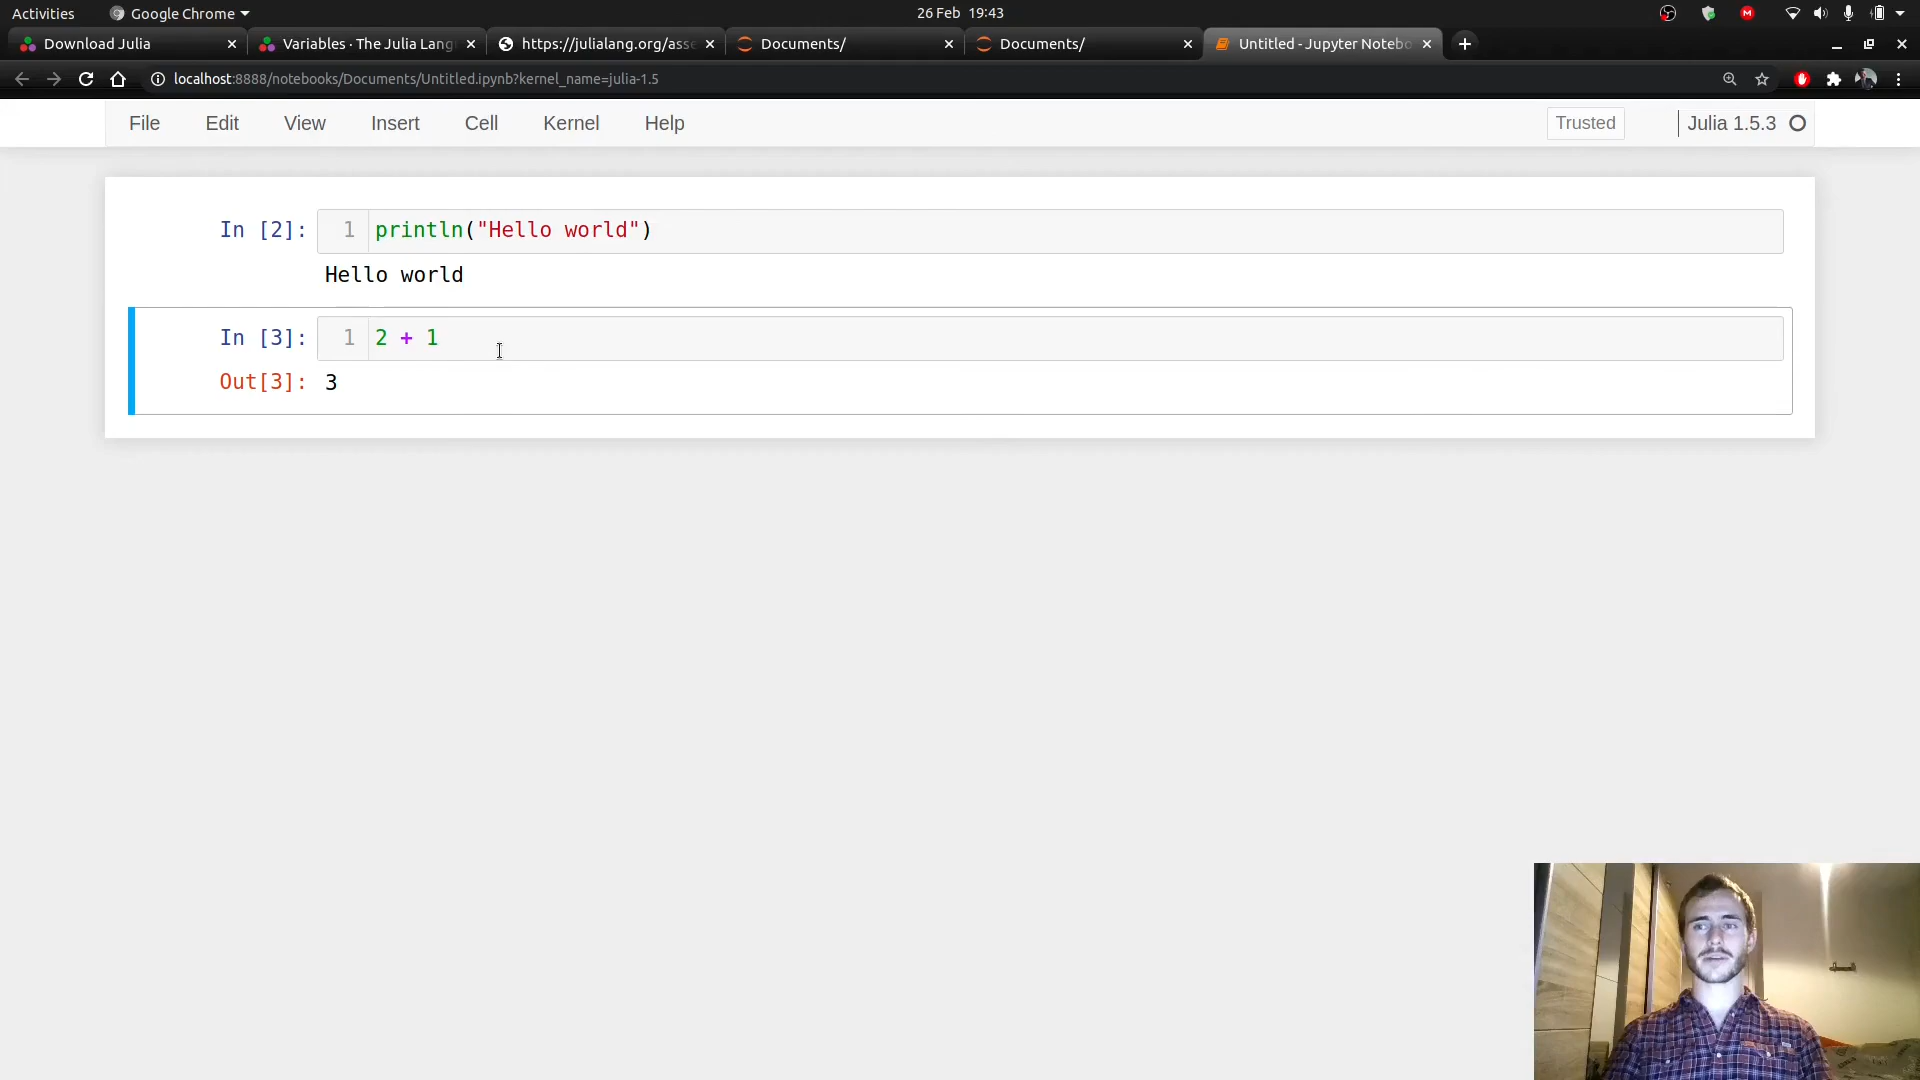 Activities Google Chrome 26 Feb 19:43
Download Julia Variables · The Julia Lang https://julialang.org/asse Documents/ Documents/ Untitled - Jupyter Notebo
localhost:8888/notebooks/Documents/Untitled.ipynb?kernel_name=julia-1.5
File Edit View Insert Cell Kernel Help Trusted Julia 1.5.3
In [2]: 1 println("Hello world")
Hello world
In [3]: 1 2 + 1
Out[3]: 3